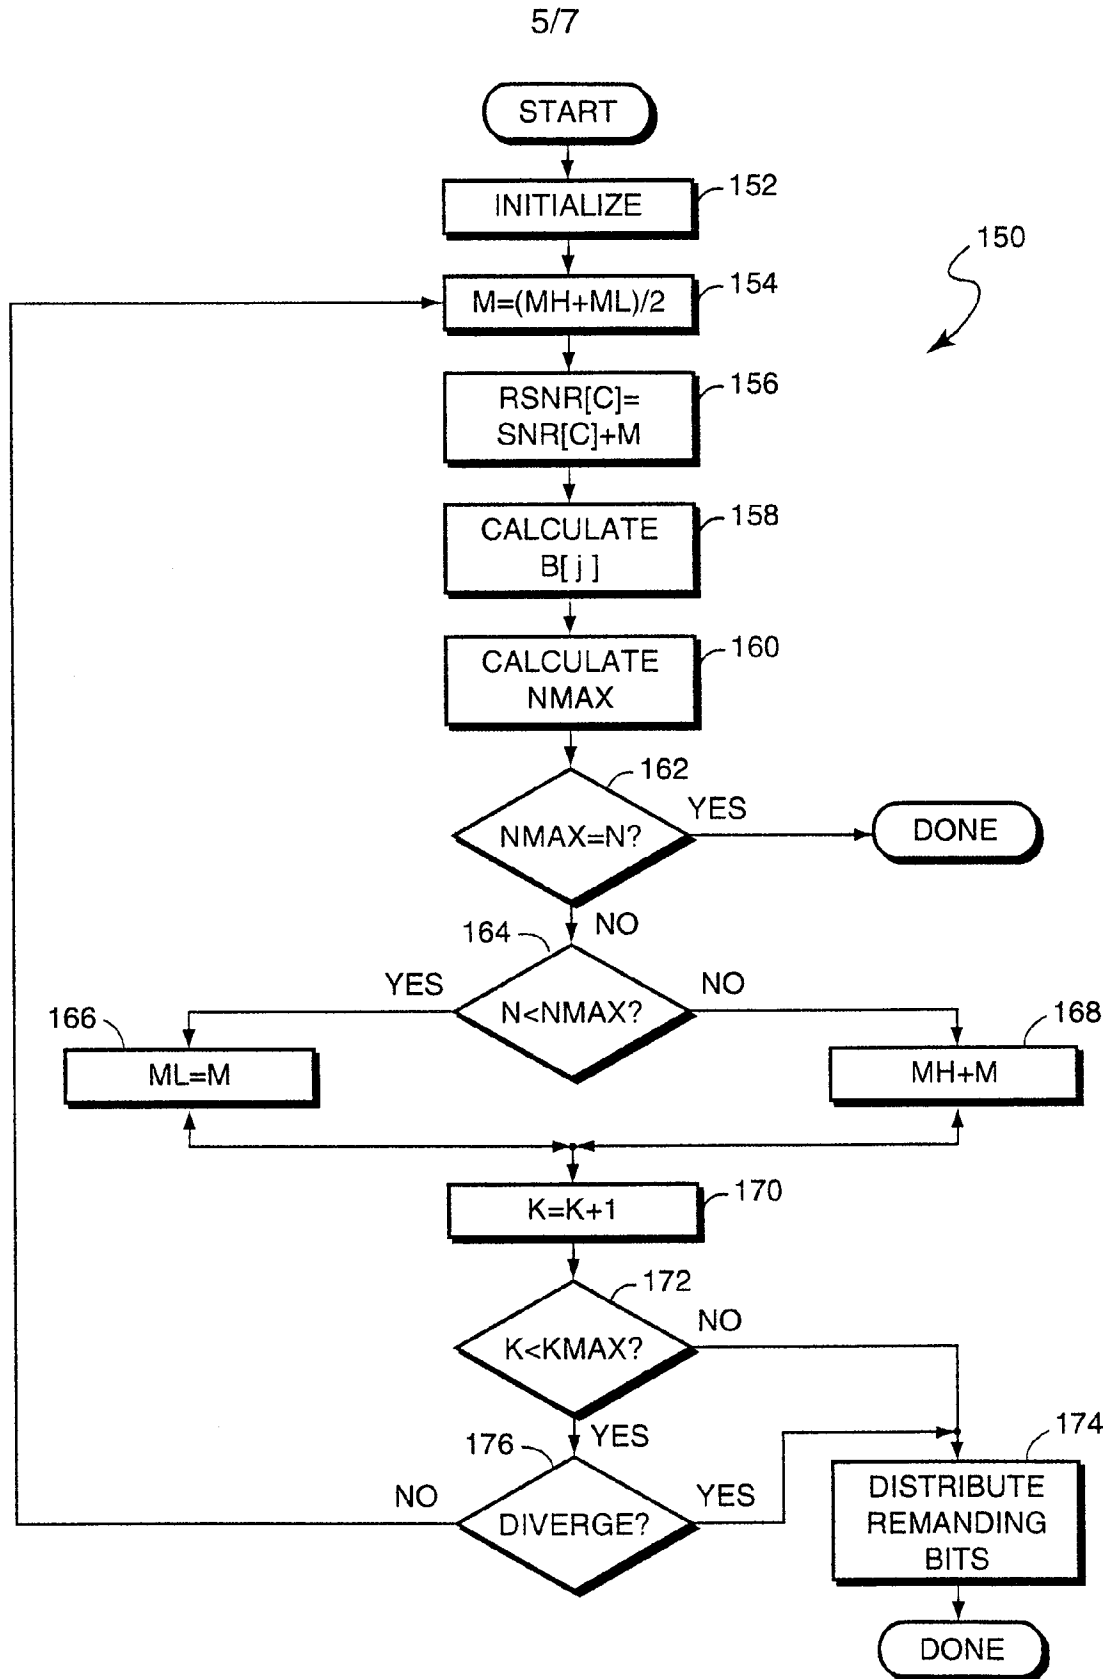 5/7
START
INITIALIZE
152
150
M=(MH+ML)/2
154
RSNR[C]=
SNR[C]+M
156
CALCULATE
B[j]
158
CALCULATE
NMAX
160
162
NMAX=N?
YES
DONE
NO
164
YES
N<NMAX?
NO
166
ML=M
168
MH+M
K=K+1
170
172
K<KMAX?
NO
YES
176
NO
DIVERGE?
YES
174
DISTRIBUTE
REMANDING
BITS
DONE